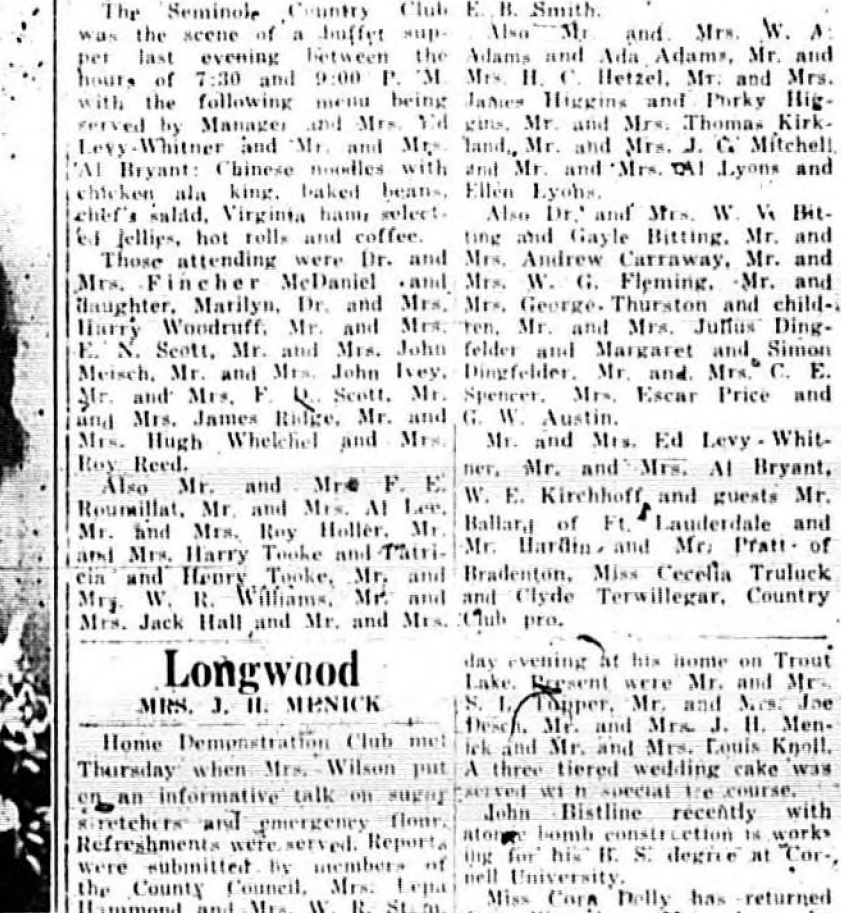 The Seminole Country Club
was the scene of a buffet sup-
per last evening between the
hours of 7:30 and 9:00 P. M.
with the following menu being
served by Manager and Mrs. Ed
Levy-Whitner and Mr. and Mrs.
Al Bryant: Chinese noodles with
chicken ala king, baked beans,
chef's salad, Virginia ham, select-
ed jellies, hot rolls and coffee.
Those attending were Dr. and
Mrs. Fincher McDaniel and
daughter, Marilyn, Dr. and Mrs.
Harry Woodruff, Mr. and Mrs.
E. N. Scott, Mr. and Mrs. John
Meisch, Mr. and Mrs. John Ivey,
Mr. and Mrs. F. Scott, Mr.
and Mrs. James Ridge, Mr. and
Mrs. Hugh Whelchel and Mrs.
Roy Reed.
Also Mr. and Mrs. F. E.
Roumillat, Mr. and Mrs. Al Lee,
Mr. and Mrs. Roy Holler, Mr.
and Mrs. Harry Tooke and Patri-
cia and Henry Tooke, Mr. and
Mrs. W. R. Williams, Mr. and
Mrs. Jack Hall and Mr. and Mrs.
E. B. Smith.
Also Mr. and Mrs. W. A.
Adams and Ada Adams, Mr. and
Mrs. H. C. Hetzel, Mr. and Mrs.
James Higgins and Porky Hig-
gins, Mr. and Mrs. Thomas Kirk-
land, Mr. and Mrs. J. C. Mitchell
and Mr. and Mrs. Al Lyons and
Ellen Lyons.
Also Dr. and Mrs. W. V. Bit-
ting and Gayle Bitting, Mr. and
Mrs. Andrew Carraway, Mr. and
Mrs. W. G. Fleming, Mr. and
Mrs. George Thurston and child-
ren, Mr. and Mrs. Julius Ding-
felder and Margaret and Simon
Dingfelder, Mr. and Mrs. C. E.
Spencer, Mrs. Escar Price and
G. W. Austin.
Mr. and Mrs. Ed Levy-Whit-
ner, Mr. and Mrs. Al Bryant,
W. E. Kirchhoff and guests Mr.
Ballard of Ft. Lauderdale and
Mr. Hardin and Mr. Pratt of
Bradenton, Miss Cecelia Truluck
and Clyde Terwillegar, Country
Club pro.
Longwood
MRS. J. H. MENICK
Home Demonstration Club met
Thursday when Mrs. Wilson put
on an informative talk on sugar
stretchers and emergency flour.
Refreshments were served. Reports
were submitted by members of
the County Council, Mrs. Lena
Hammond and Mrs. W. R.
day evening at his home on Trout
Lake. Present were Mr. and Mrs.
S. L. Topper, Mr. and Mrs. Joe
Desch, Mr. and Mrs. J. H. Men-
ick and Mr. and Mrs. Louis Knoll.
A three tiered wedding cake was
served with special ice course.
John Bistline recently with
atomic bomb construction is work-
ing for his B. S. degree at Cor-
nell University.
Miss Cora Delly has returned